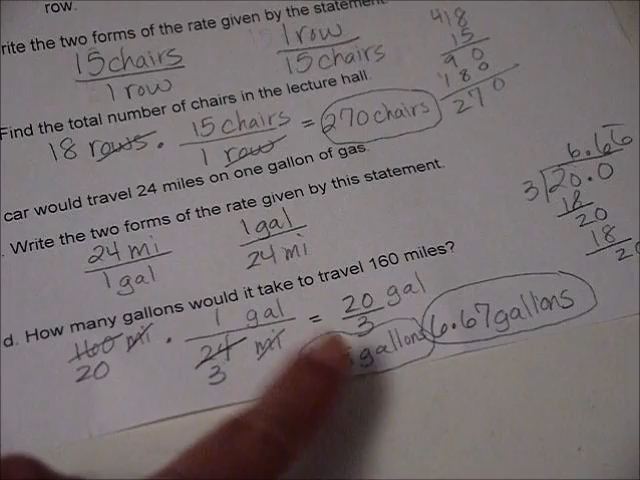 row.
rite the two forms of the rate given by the statement
15 chairs / 1 row    1 row / 15 chairs
Find the total number of chairs in the lecture hall.
18 rows · 15 chairs / 1 row = 270 chairs
418
15
90
180
270
car would travel 24 miles on one gallon of gas.
. Write the two forms of the rate given by this statement.
24 mi / 1 gal    1 gal / 24 mi
6.66
3 20.0
18
20
18
20
d. How many gallons would it take to travel 160 miles?
160 mi · 1 gal / 24 mi = 20 / 3 gal
20    3
gallons 6.67 gallons